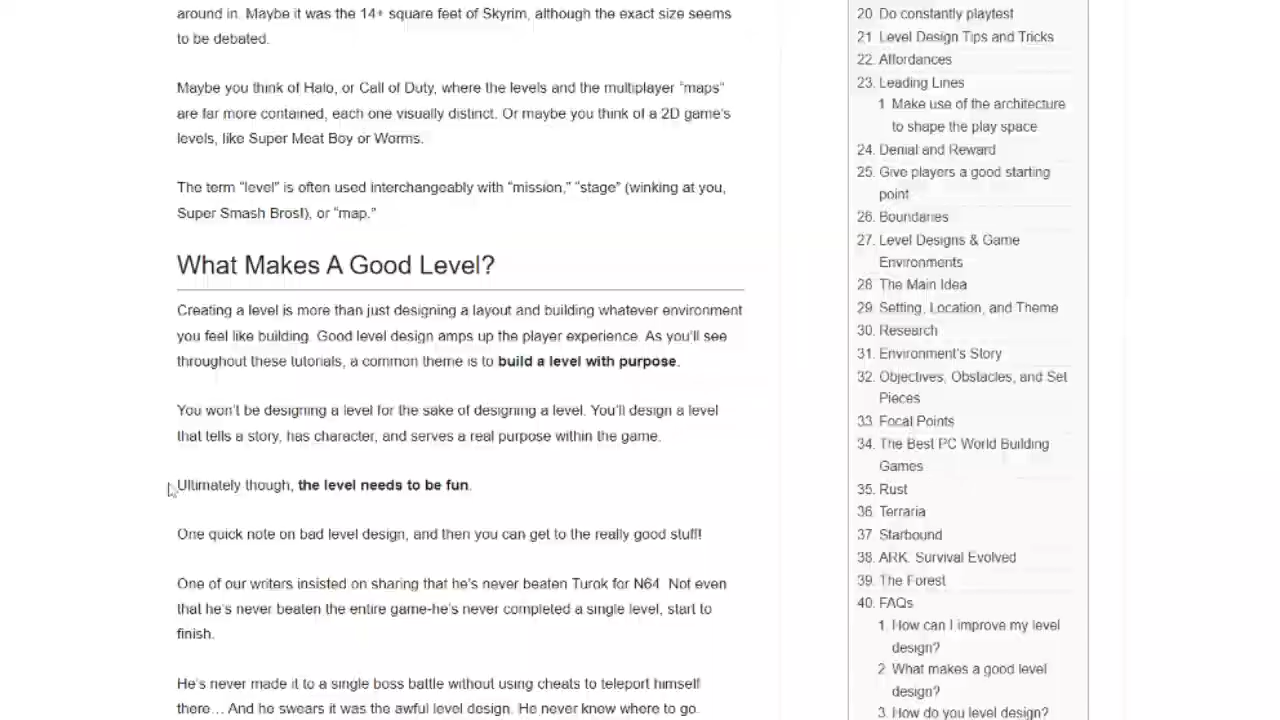 around in. Maybe it was the 14+ square feet of Skyrim, although the exact size seems
to be debated.
Maybe you think of Halo, or Call of Duty, where the levels and the multiplayer “maps”
are far more contained, each one visually distinct. Or maybe you think of a 2D game's
levels, like Super Meat Boy or Worms.
The term “level” is often used interchangeably with “mission,” “stage” (winking at you,
Super Smash Bros!), or “map.”
What Makes A Good Level?
Creating a level is more than just designing a layout and building whatever environment
you feel like building. Good level design amps up the player experience. As you'll see
throughout these tutorials, a common theme is to build a level with purpose.
You won't be designing a level for the sake of designing a level. You'll design a level
that tells a story, has character, and serves a real purpose within the game.
Ultimately though, the level needs to be fun.
One quick note on bad level design, and then you can get to the really good stuff!
One of our writers insisted on sharing that he's never beaten Turok for N64. Not even
that he's never beaten the entire game-he's never completed a single level, start to
finish.
He's never made it to a single boss battle without using cheats to teleport himself
there… And he swears it was the awful level design. He never knew where to go.
20. Do constantly playtest
21. Level Design Tips and Tricks
22. Affordances
23. Leading Lines
1. Make use of the architecture
to shape the play space
24. Denial and Reward
25. Give players a good starting
point
26. Boundaries
27. Level Designs & Game
Environments
28. The Main Idea
29. Setting, Location, and Theme
30. Research
31. Environment's Story
32. Objectives, Obstacles, and Set
Pieces
33. Focal Points
34. The Best PC World Building
Games
35. Rust
36. Terraria
37. Starbound
38. ARK: Survival Evolved
39. The Forest
40. FAQs
1. How can I improve my level
design?
2. What makes a good level
design?
3. How do you level design?